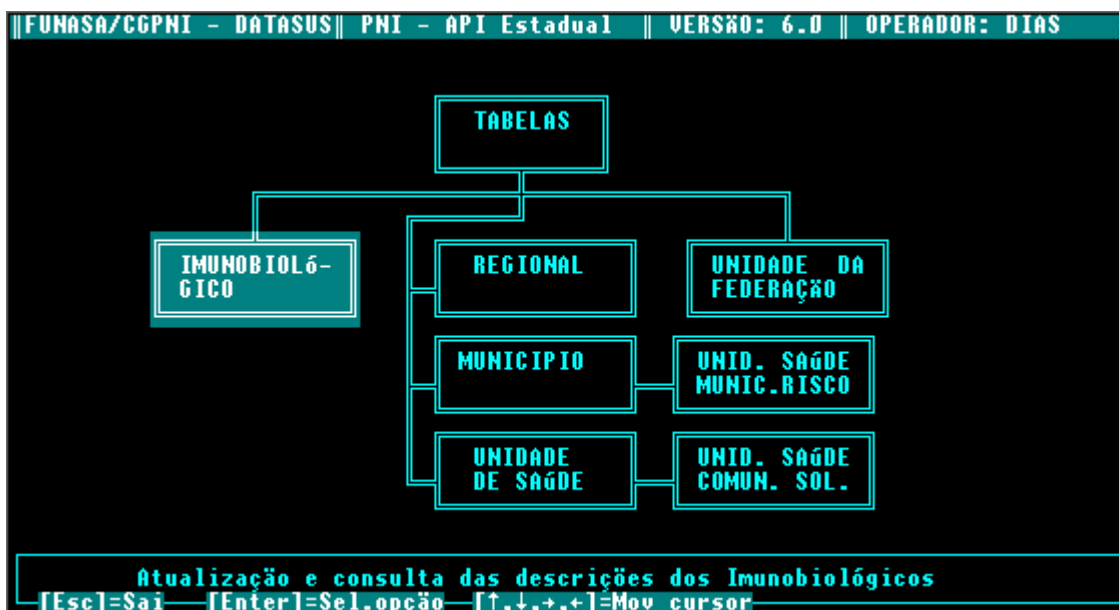 FUNASA/CGPNI - DATASUS PNI - API Estadual VERSãO: 6.0 OPERADOR: DIAS
TABELAS
IMUNOBIOLó-
GICO
REGIONAL
UNIDADE DA
FEDERAÇãO
MUNICIPIO
UNID. SAúDE
MUNIC.RISCO
UNIDADE
DE SAúDE
UNID. SAúDE
COMUN. SOL.
Atualização e consulta das descrições dos Imunobiológicos
[Esc]=Sai [Enter]=Sel.opcão [↑,↓,→,←]=Mov cursor